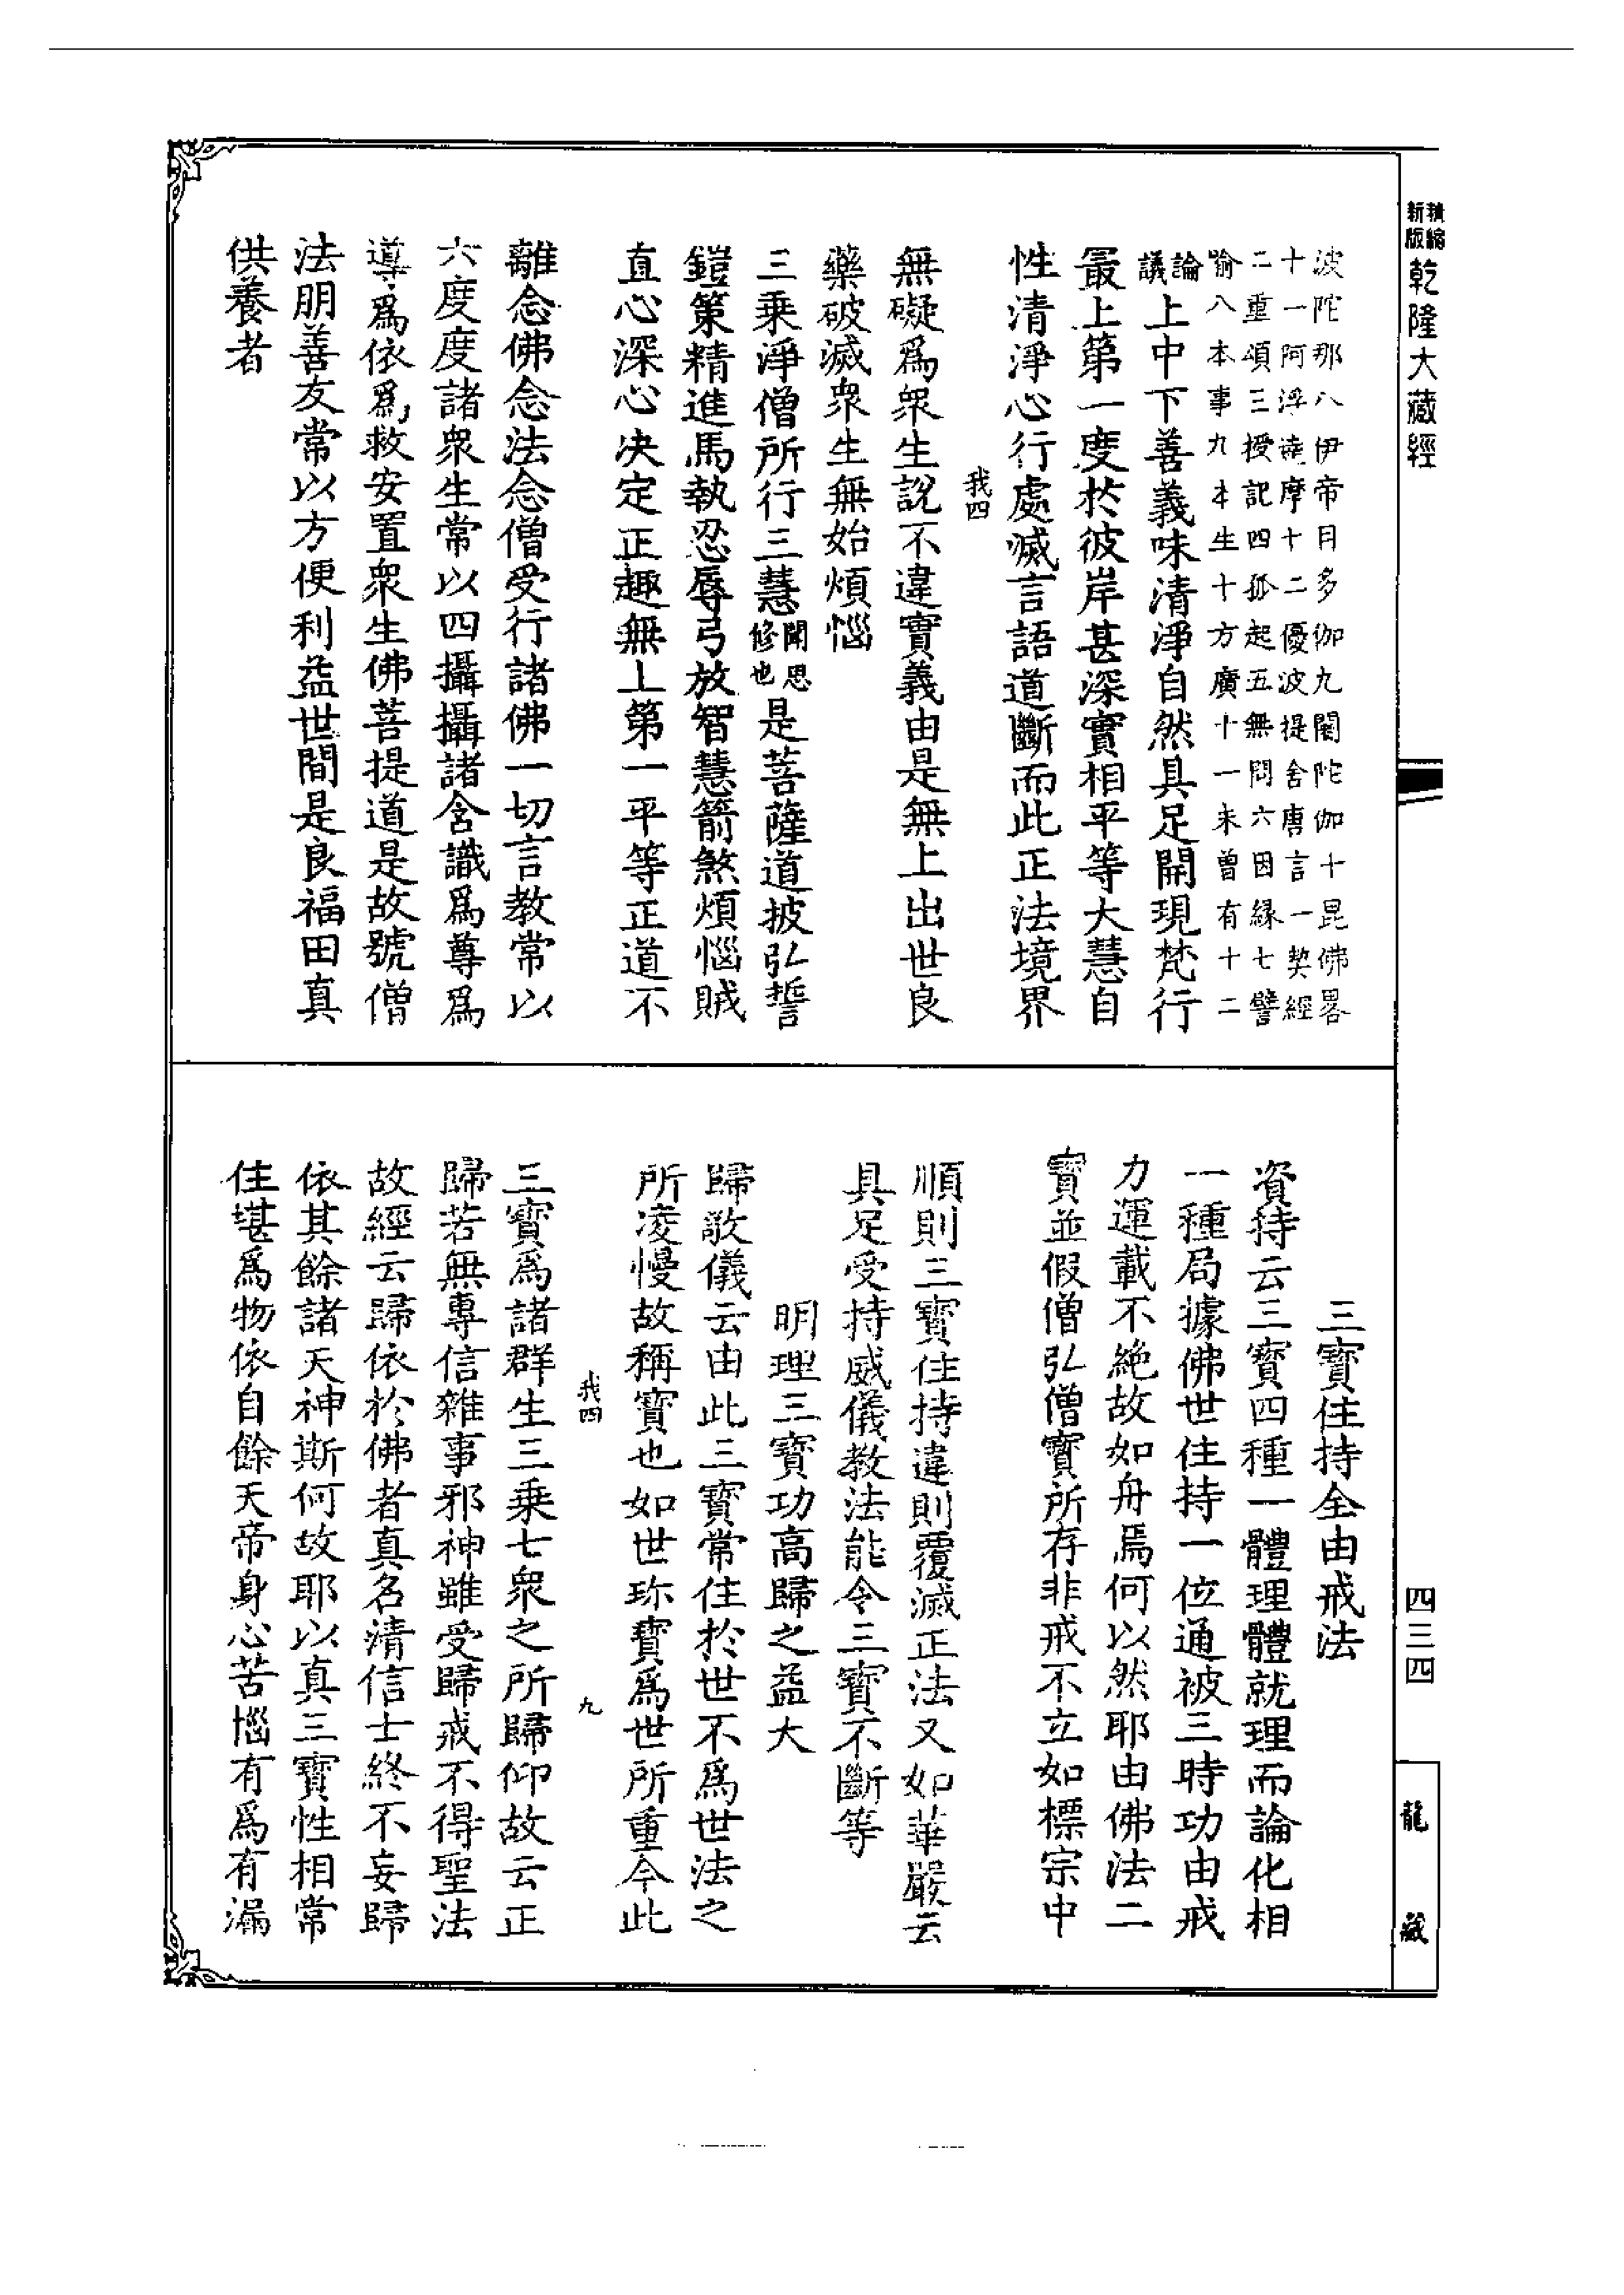 精縮
新版
乾隆大藏經
波陀那八伊帝目多伽九闍陀伽十毘佛畧
十一阿浮達摩十二優波提舍唐言一契經
二重頌三授記四孤起五無問六因緣七譬
喻八本事九本生十方廣十一未曾有十二
論
議上中下善義味清淨自然具足開現梵行
最上第一度於彼岸甚深實相平等大慧自
性清淨心行處滅言語道斷而此正法境界
我四
無礙爲衆生說不違實義由是無上出世良
藥破滅衆生無始煩惱
三乘淨僧所行三慧聞思修也是菩薩道披弘誓
鎧策精進馬執忍辱弓放智慧箭煞煩惱賊
直心深心決定正趣無上第一平等正道不
離念佛念法念僧受行諸佛一切言教常以
六度度諸衆生常以四攝攝諸含識爲尊爲
導爲依爲救安置衆生佛菩提道是故號僧
法朋善友常以方便利益世間是良福田真
供養者
四三四
龍藏
三寶住持全由戒法
資持云三寶四種一體理體就理而論化相
一種局據佛世住持一位通被三時功由戒
力運載不絕故如舟焉何以然耶由佛法二
寶並假僧弘僧寶所存非戒不立如標宗中
順則三寶住持違則覆滅正法又如華嚴云
具足受持威儀教法能令三寶不斷等
明理三寶功高歸之益大
歸敬儀云由此三寶常住於世不爲世法之
所凌慢故稱寶也如世珎寶爲世所重今此
我四
九
三寶爲諸群生三乘七衆之所歸仰故云正
歸若無專信雜事邪神雖受歸戒不得聖法
故經云歸依於佛者真名清信士終不妄歸
依其餘諸天神斯何故耶以真三寶性相常
住堪爲物依自餘天帝身心苦惱有爲有漏